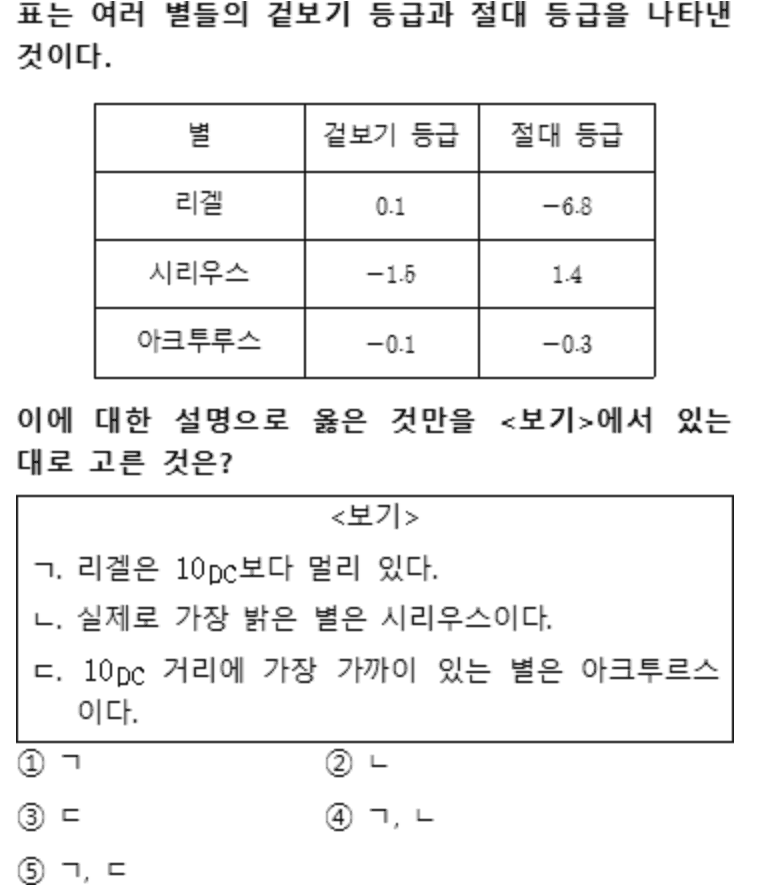 표는 여러 별들의 겉보기 등급과 절대 등급을 나타낸
것이다.
별 겉보기 등급 절대 등급
리겔 0.1 −6.8
시리우스 −1.5 1.4
아크투루스 −0.1 −0.3
이에 대한 설명으로 옳은 것만을 <보기>에서 있는
대로 고른 것은?
<보기>
ㄱ. 리겔은 10pc보다 멀리 있다.
ㄴ. 실제로 가장 밝은 별은 시리우스이다.
ㄷ. 10pc 거리에 가장 가까이 있는 별은 아크투르스
이다.
① ㄱ ② ㄴ
③ ㄷ ④ ㄱ, ㄴ
⑤ ㄱ, ㄷ